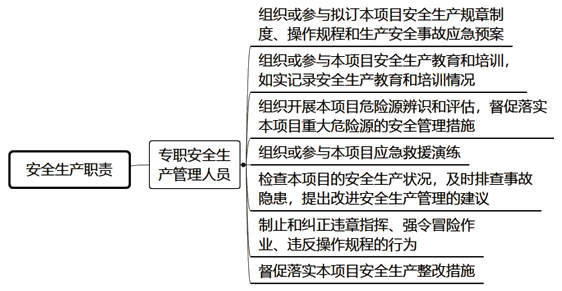 安全生产职责
专职安全生
产管理人员
组织或参与拟订本项目安全生产规章制
度、操作规程和生产安全事故应急预案
组织或参与本项目安全生产教育和培训，
如实记录安全生产教育和培训情况
组织开展本项目危险源辨识和评估，督促落实
本项目重大危险源的安全管理措施
组织或参与本项目应急救援演练
检查本项目的安全生产状况，及时排查事故
隐患，提出改进安全生产管理的建议
制止和纠正违章指挥、强令冒险作
业、违反操作规程的行为
督促落实本项目安全生产整改措施